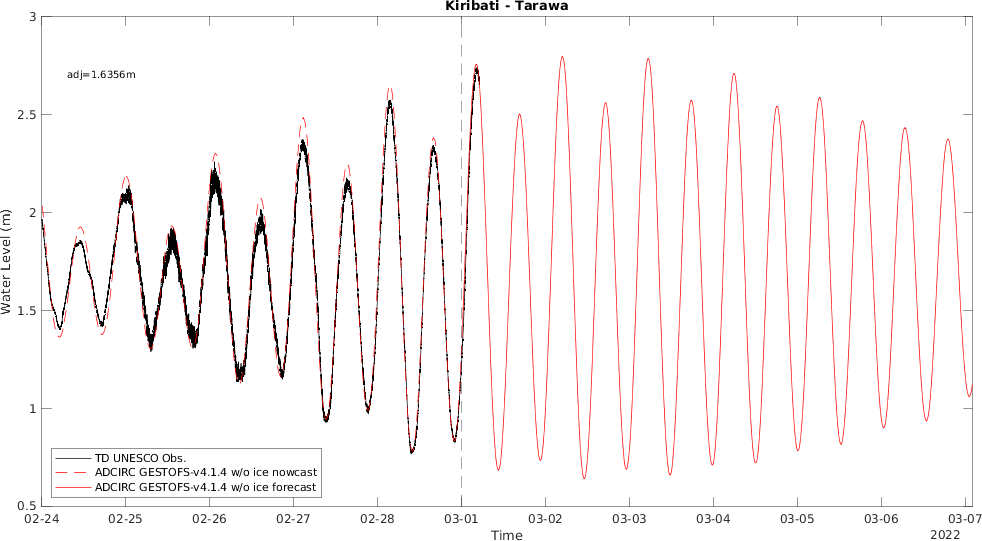 Kiribati - Tarawa
adj=1.6356m
Water Level (m)
3
2.5
2
1.5
1
0.5
TD UNESCO Obs.
ADCIRC GESTOFS-v4.1.4 w/o ice nowcast
ADCIRC GESTOFS-v4.1.4 w/o ice forecast
02-24 02-25 02-26 02-27 02-28 03-01 03-02 03-03 03-04 03-05 03-06 03-07
Time
2022